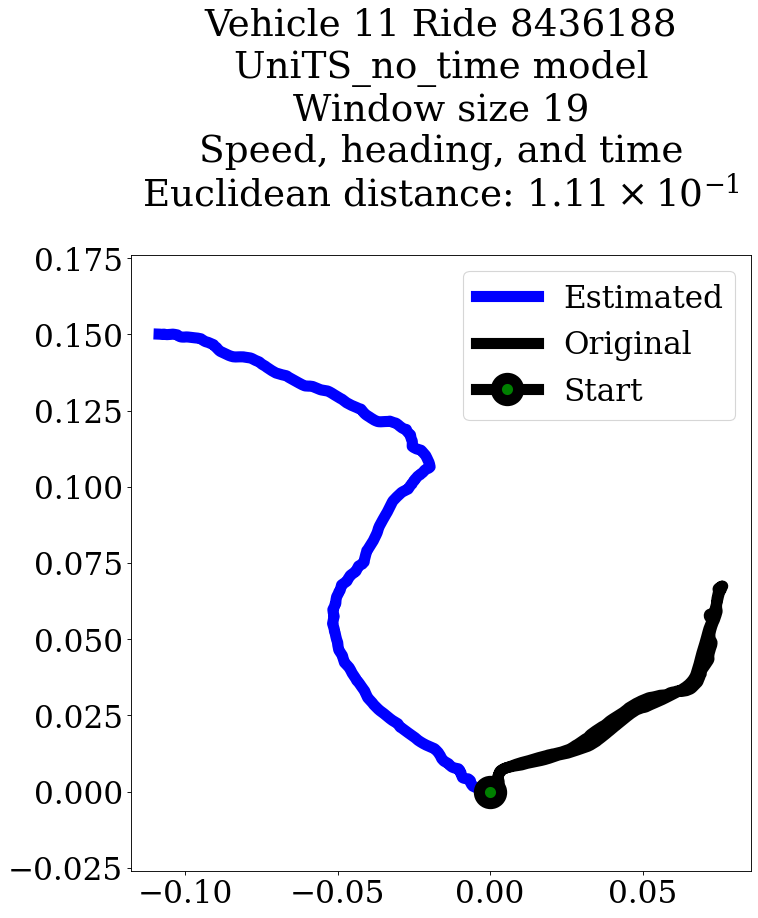 Vehicle 11 Ride 8436188
UniTS_no_time model
Window size 19
Speed, heading, and time
Euclidean distance: 1.11 × 10⁻¹
0.175
0.150
0.125
0.100
0.075
0.050
0.025
0.000
−0.025
Estimated
Original
Start
−0.10 −0.05 0.00 0.05